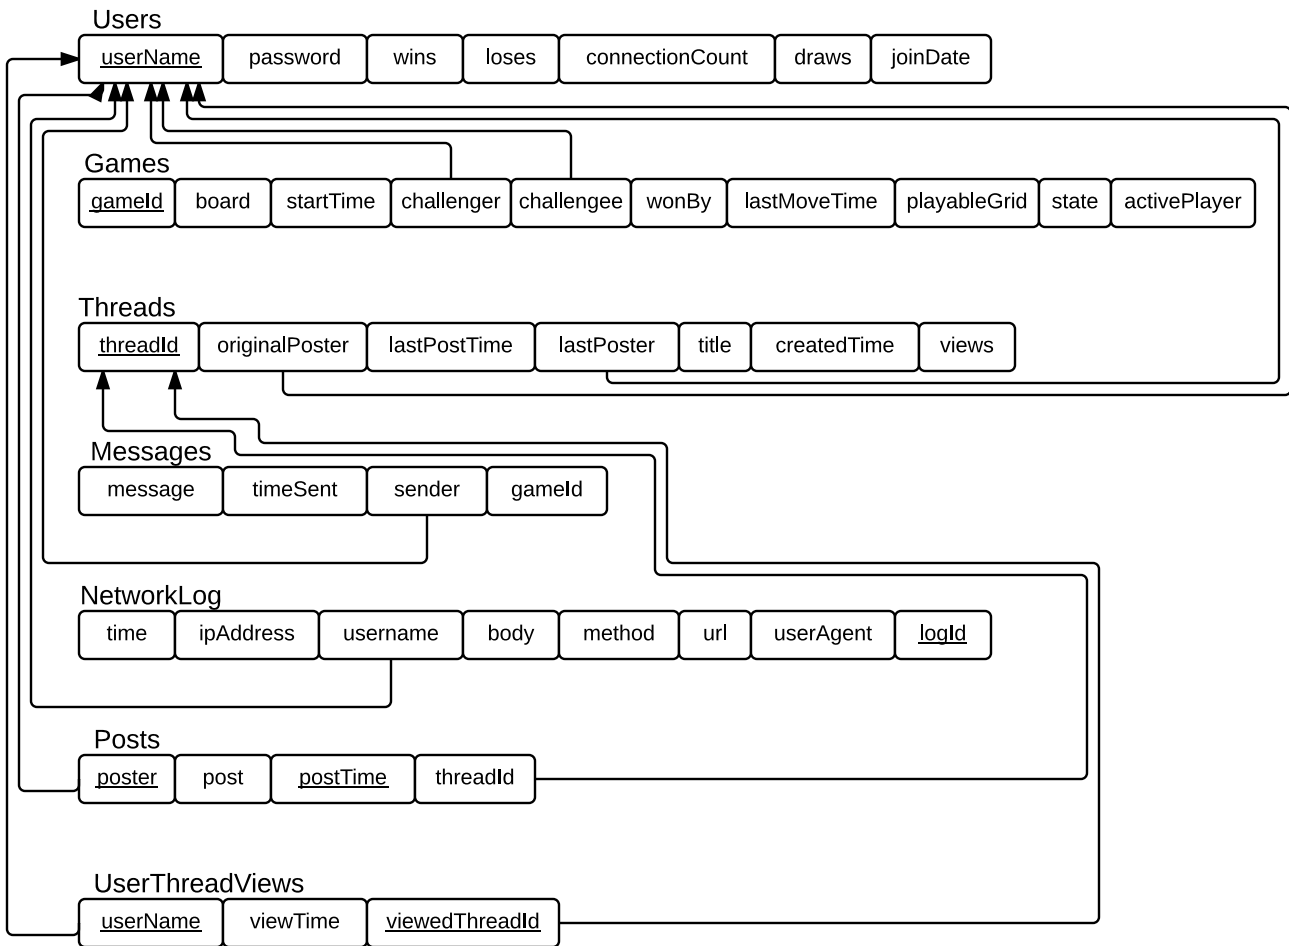 Users
userName password wins loses connectionCount draws joinDate
Games
gameId board startTime challenger challengee wonBy lastMoveTime playableGrid state activePlayer
Threads
threadId originalPoster lastPostTime lastPoster title createdTime views
Messages
message timeSent sender gameId
NetworkLog
time ipAddress username body method url userAgent logId
Posts
poster post postTime threadId
UserThreadViews
userName viewTime viewedThreadId